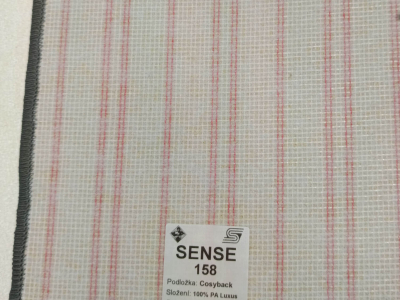 SENSE
158
Podložka: Cosyback
Složení: 100% PA Luxus